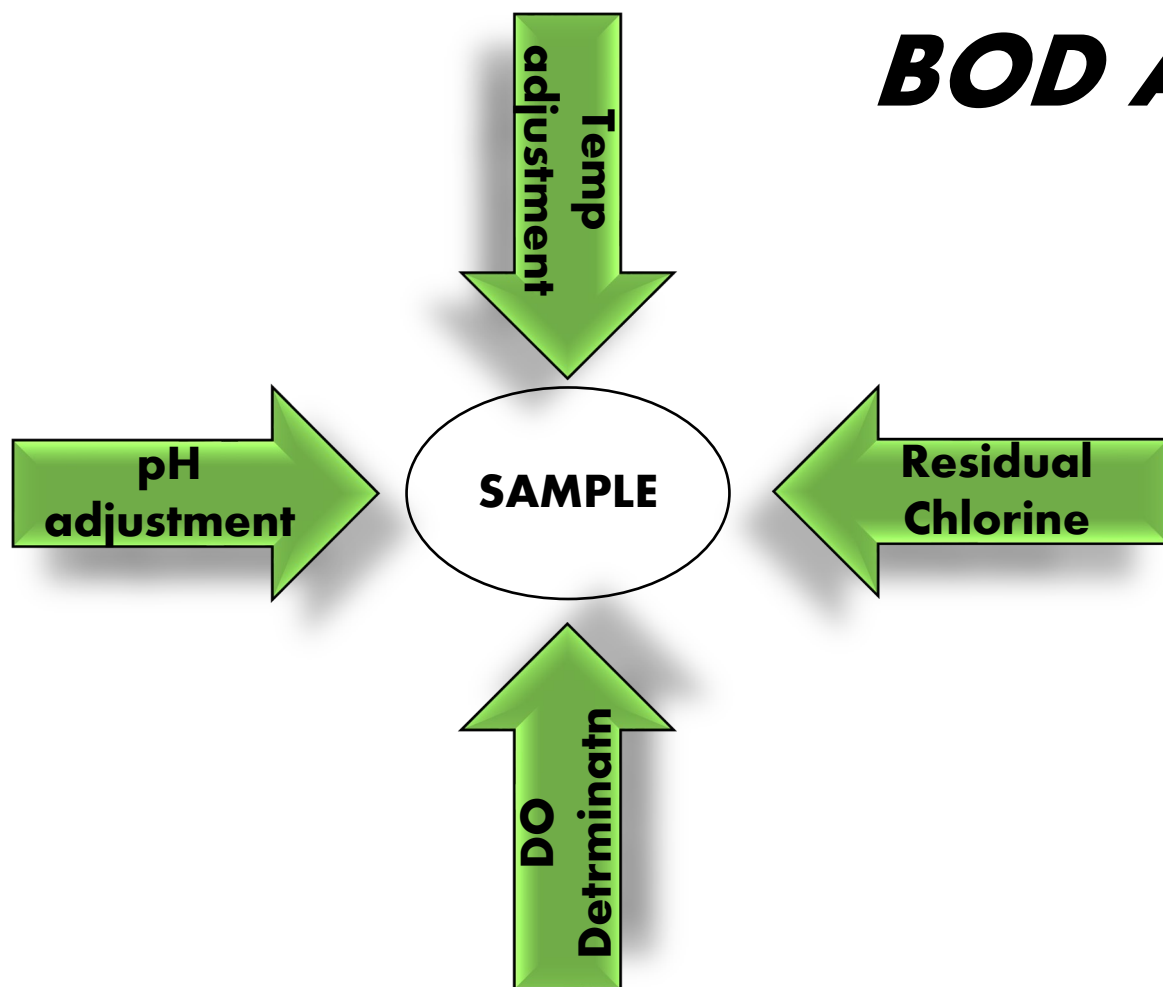 BOD A
Temp
adjustment
pH
adjustment
SAMPLE
Residual
Chlorine
DO
Detrminatn